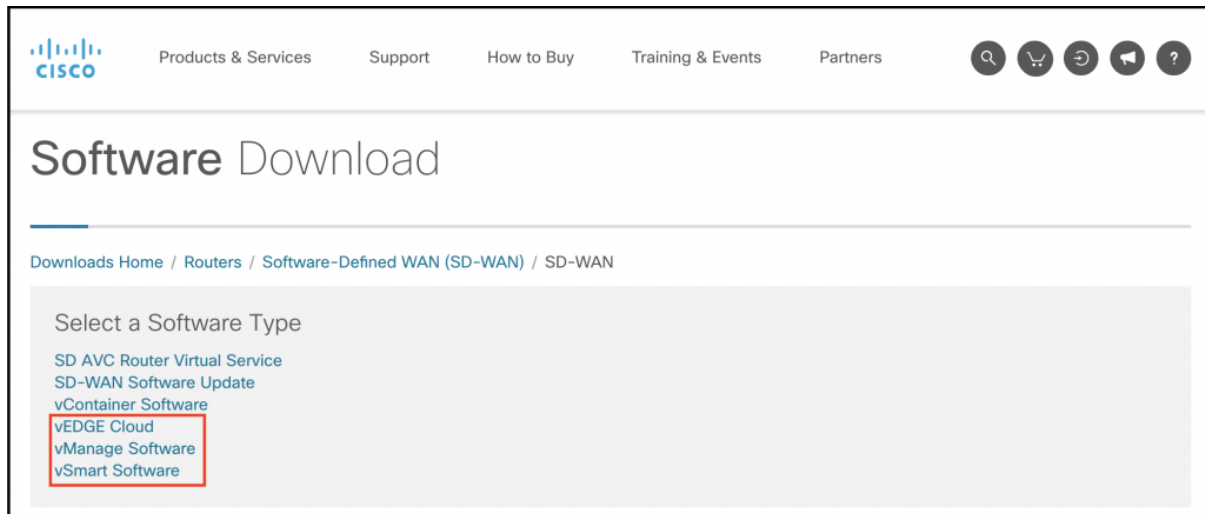 CISCO
Products & Services Support How to Buy Training & Events Partners ?
Software Download
Downloads Home / Routers / Software-Defined WAN (SD-WAN) / SD-WAN
Select a Software Type
SD AVC Router Virtual Service
SD-WAN Software Update
vContainer Software
vEDGE Cloud
vManage Software
vSmart Software